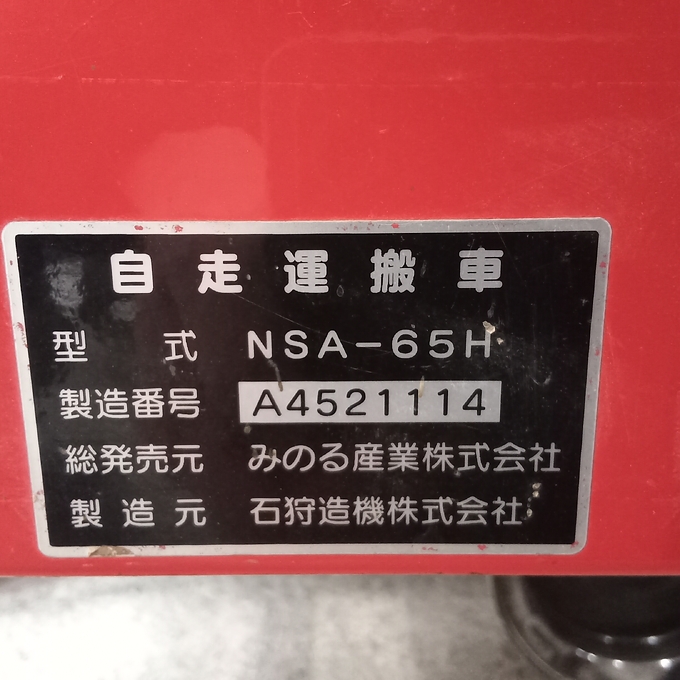 自走運搬車
型式 NSA-65H
製造番号 A4521114
総発売元 みのる産業株式会社
製造元 石狩造機株式会社